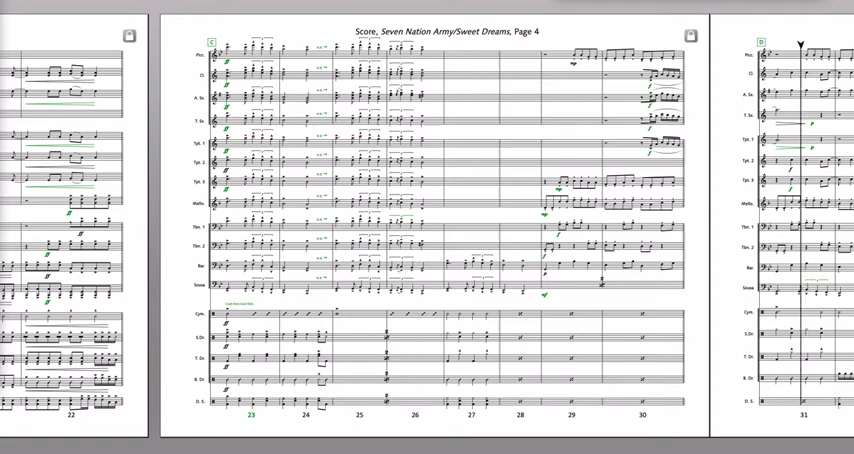 Score, Seven Nation Army/Sweet Dreams, Page 4
C
D
Picc.
Cl.
A. Sx.
T. Sx.
Tpt. 1
Tpt. 2
Tpt. 3
Mello.
Tbn. 1
Tbn. 2
Bar.
Sousa
Cym.
S.Dr.
T. Dr.
B. Dr.
D. S.
ff
mp
f
p
mf
22
23
24
25
26
27
28
29
30
Picc.
Cl.
A. Sx.
T. Sx.
Tpt. 1
Tpt. 2
Tpt. 3
Mello.
Tbn. 1
Tbn. 2
Bar.
Sousa
Cym.
S.Dr.
T. Dr.
B. Dr.
D. S.
p
p
f
31